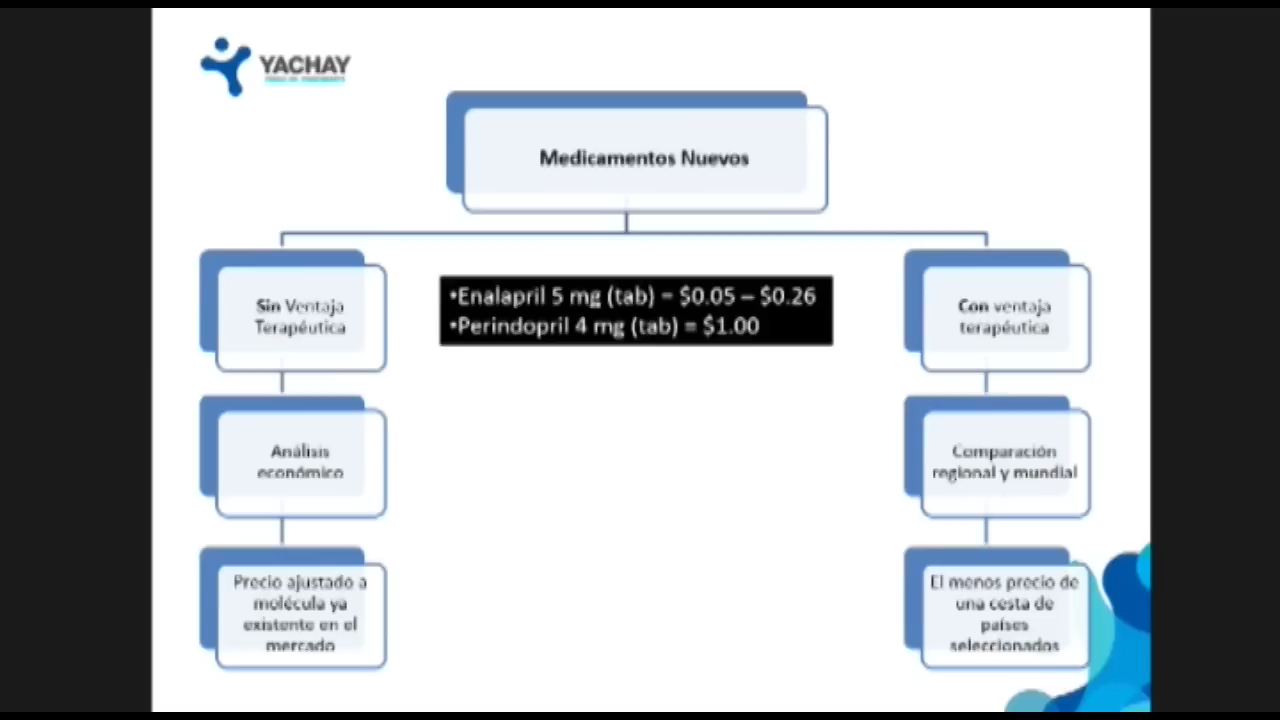 YACHAY
Medicamentos Nuevos
Sin Ventaja
Terapéutica
•Enalapril 5 mg (tab) = $0.05 – $0.26
•Perindopril 4 mg (tab) = $1.00
Con ventaja
terapéutica
Análisis
económico
Comparación
regional y mundial
Precio ajustado a
molécula ya
existente en el
mercado
El menos precio de
una cesta de
países
seleccionados